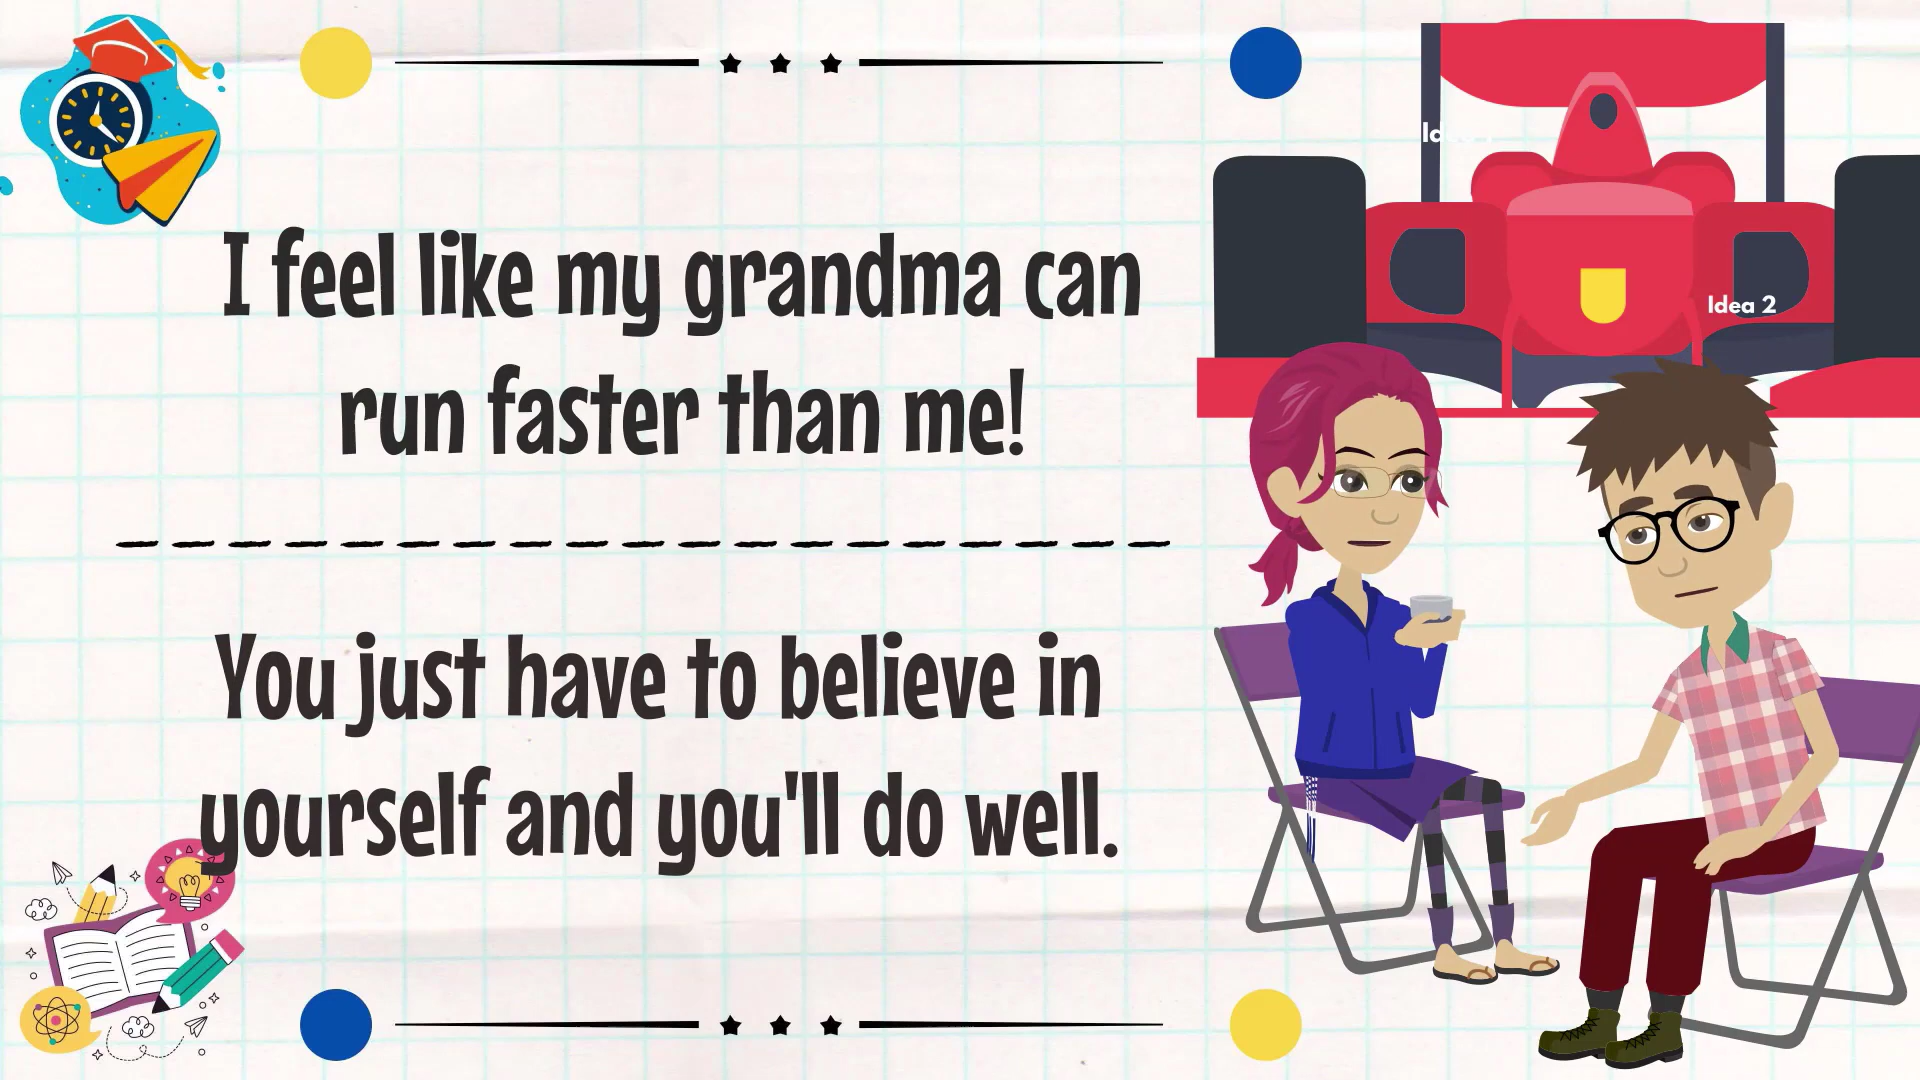 I feel like my grandma can
run faster than me!
You just have to believe in
yourself and you'll do well.
Idea 2